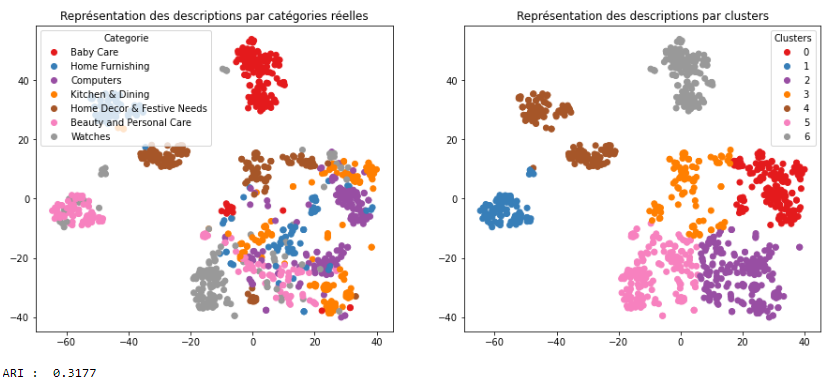 Représentation des descriptions par catégories réelles
Categorie
Baby Care
Home Furnishing
Computers
Kitchen & Dining
Home Decor & Festive Needs
Beauty and Personal Care
Watches
40
20
0
−20
−40
−60 −40 −20 0 20 40
Représentation des descriptions par clusters
Clusters
0
1
2
3
4
5
6
40
20
0
−20
−40
−60 −40 −20 0 20 40
ARI : 0.3177